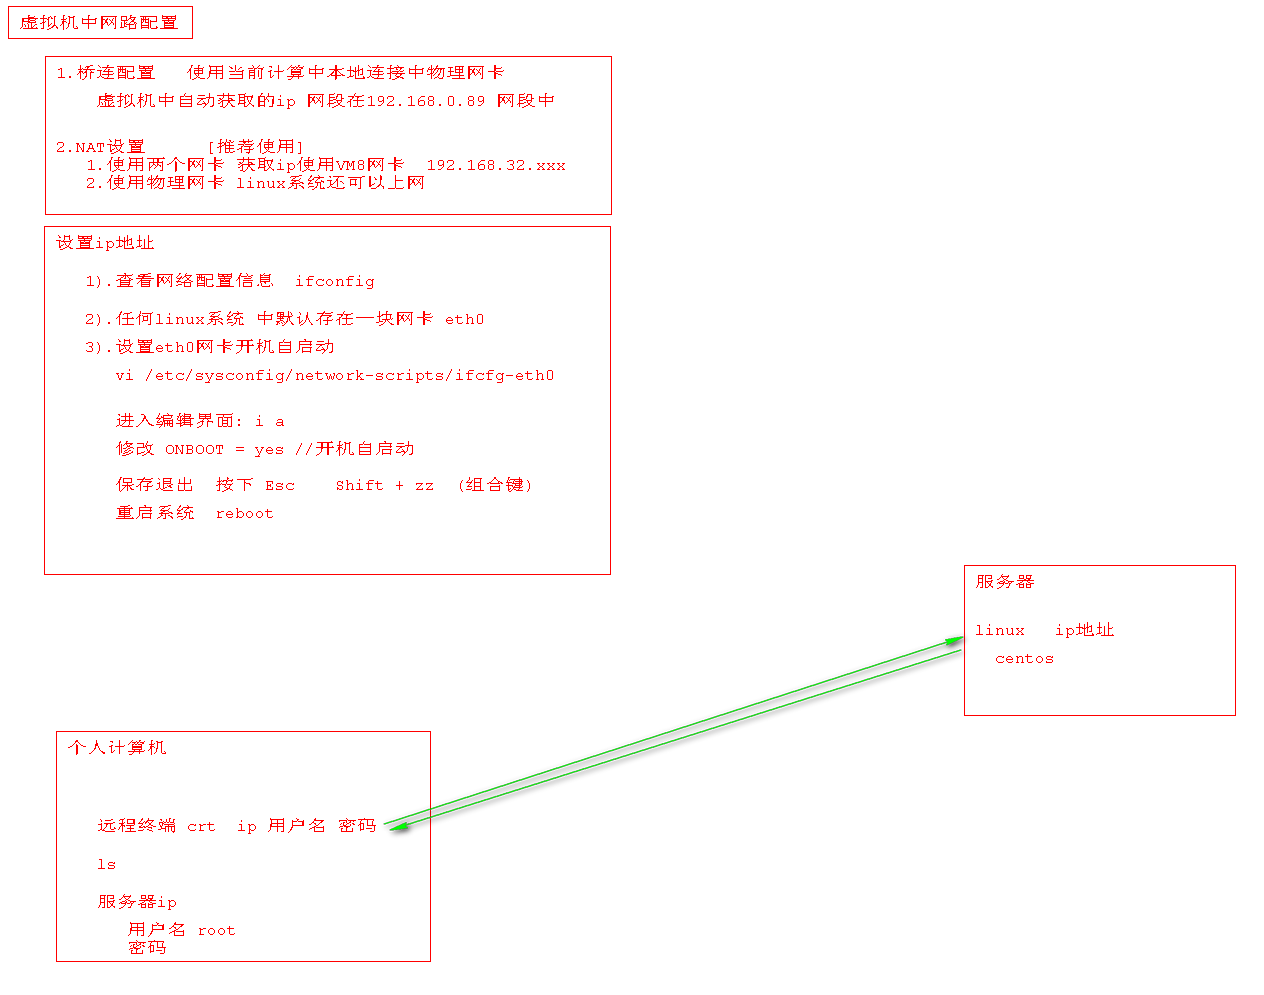 虚拟机中网路配置
1.桥连配置 使用当前计算中本地连接中物理网卡
虚拟机中自动获取的ip 网段在192.168.0.89 网段中
2.NAT设置 [推荐使用]
1.使用两个网卡 获取ip使用VM8网卡 192.168.32.xxx
2.使用物理网卡 linux系统还可以上网
设置ip地址
1).查看网络配置信息 ifconfig
2).任何linux系统 中默认存在一块网卡 eth0
3).设置eth0网卡开机自启动
vi /etc/sysconfig/network-scripts/ifcfg-eth0
进入编辑界面: i a
修改 ONBOOT = yes //开机自启动
保存退出 按下 Esc Shift + zz (组合键)
重启系统 reboot
服务器
linux ip地址
centos
个人计算机
远程终端 crt ip 用户名 密码
ls
服务器ip
用户名 root
密码